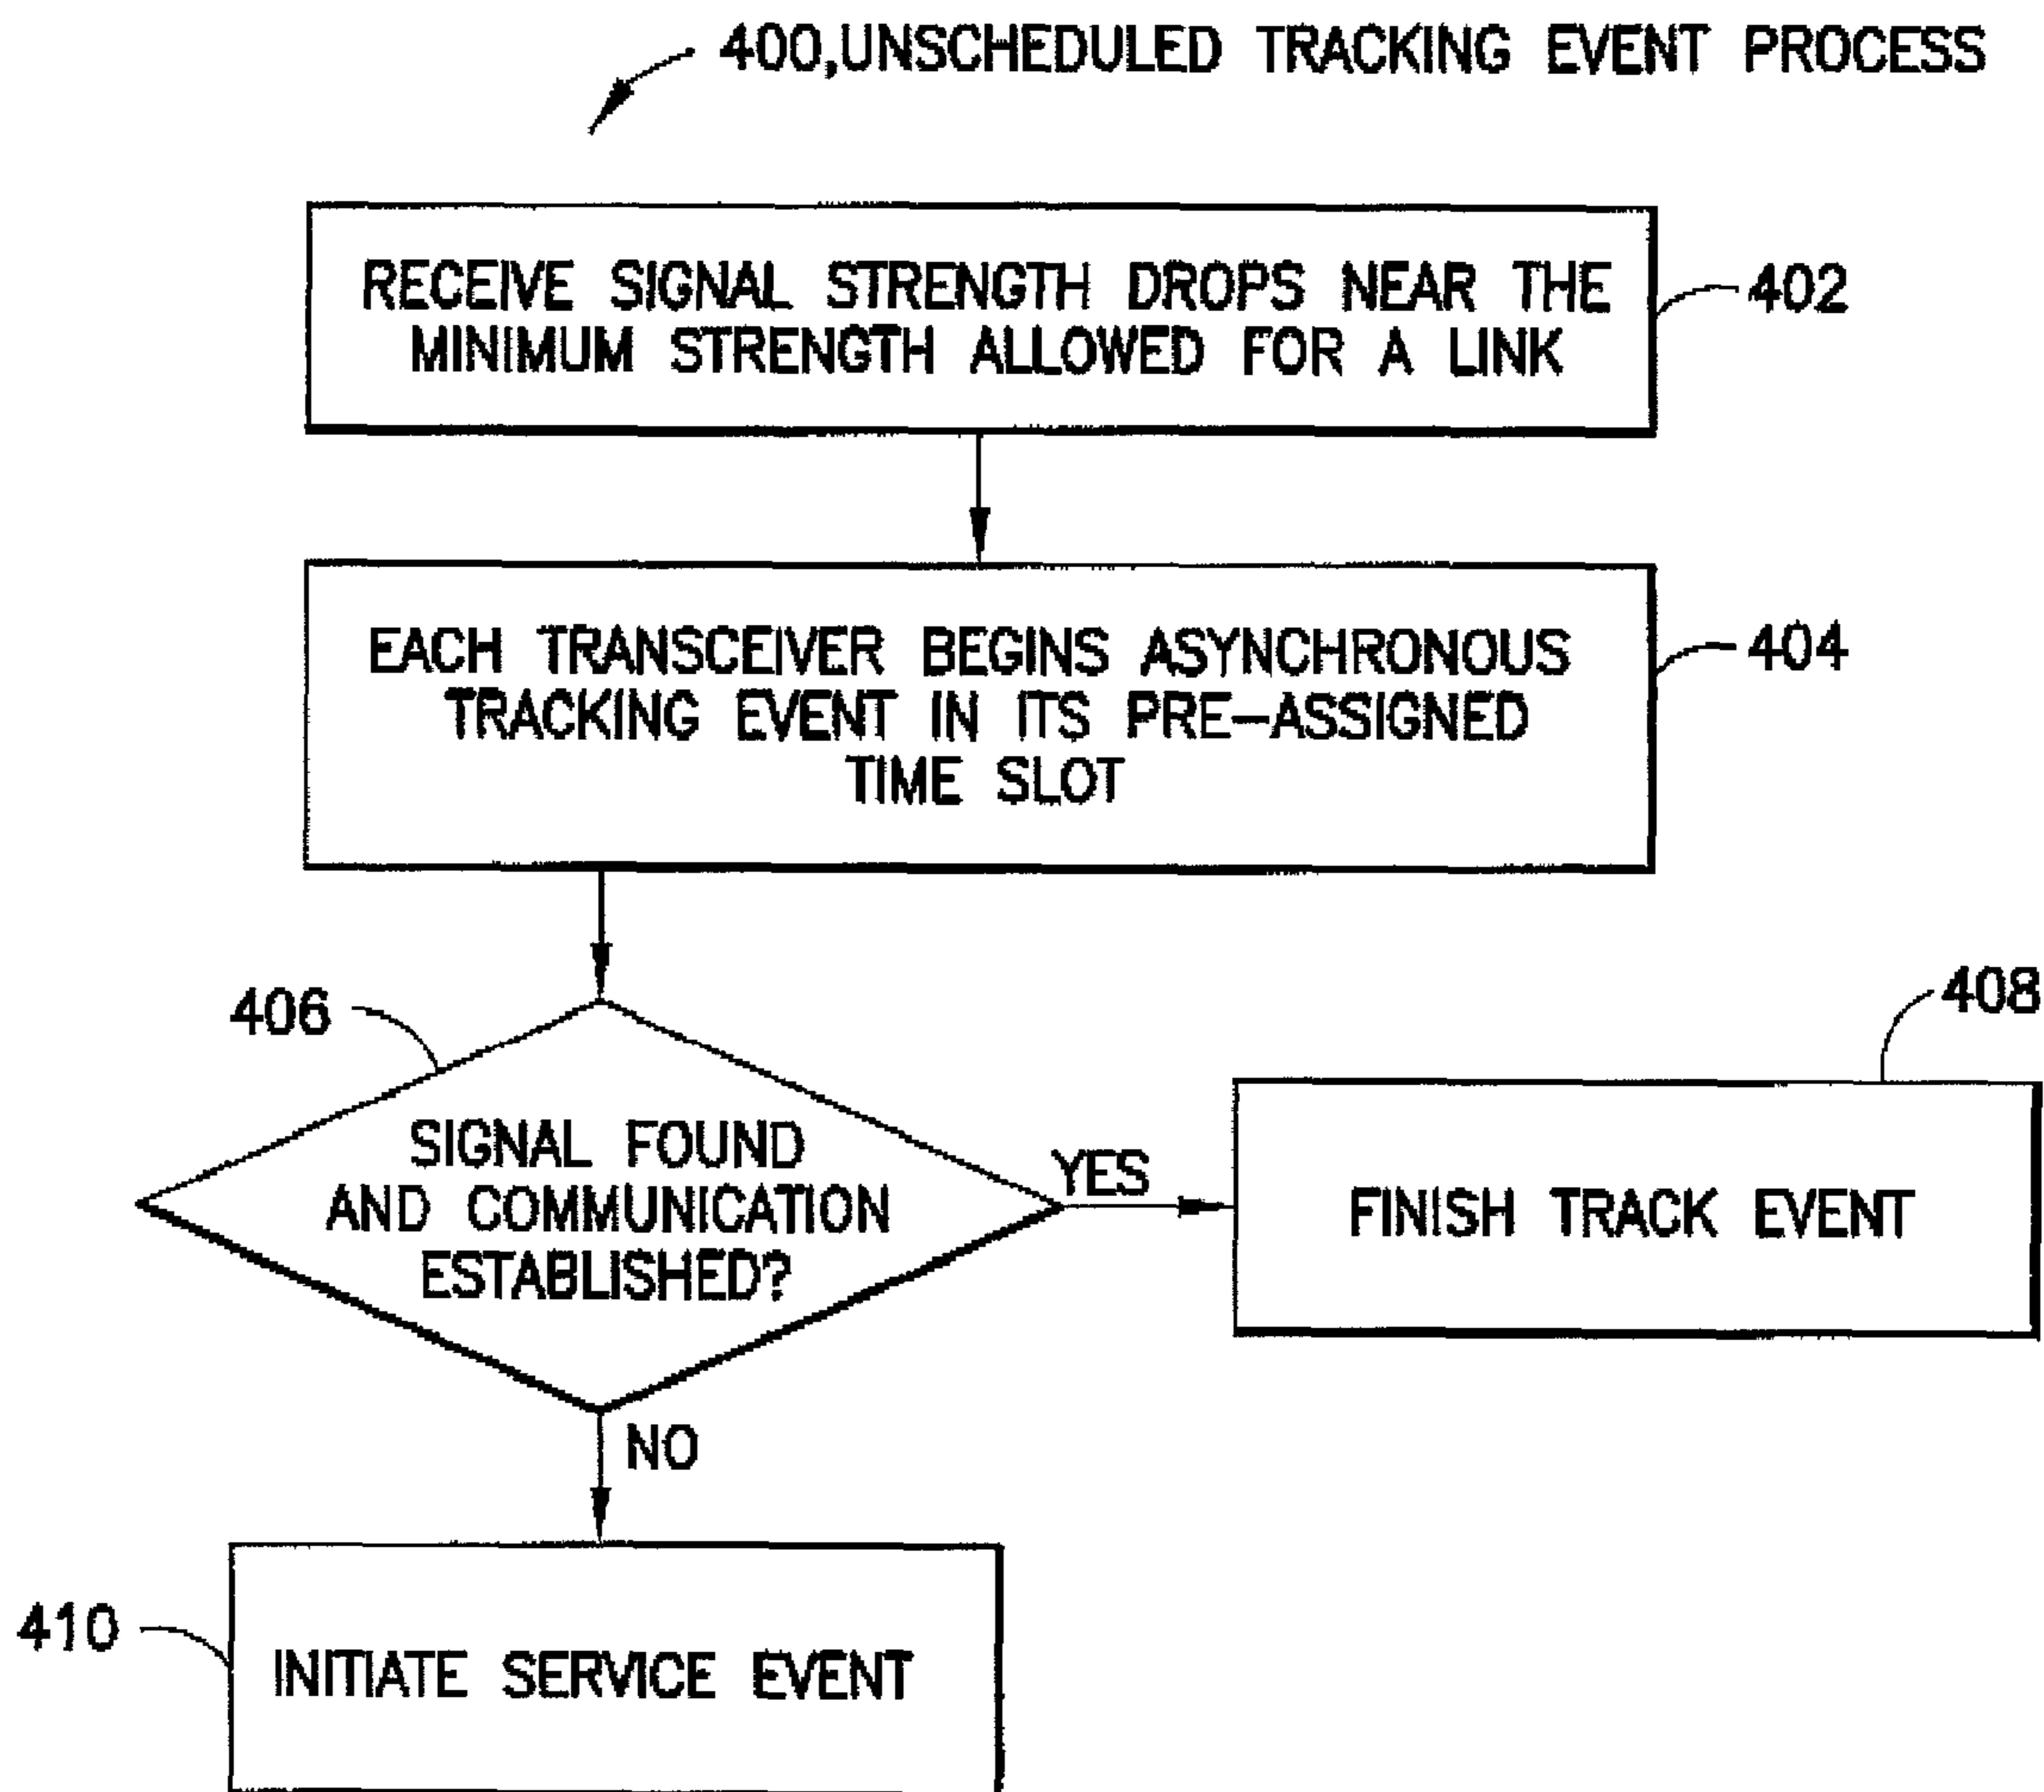 400,UNSCHEDULED TRACKING EVENT PROCESS
RECEIVE SIGNAL STRENGTH DROPS NEAR THE
MINIMUM STRENGTH ALLOWED FOR A LINK
402
EACH TRANSCEIVER BEGINS ASYNCHRONOUS
TRACKING EVENT IN ITS PRE-ASSIGNED
TIME SLOT
404
406
SIGNAL FOUND
AND COMMUNICATION
ESTABLISHED?
YES
408
FINISH TRACK EVENT
NO
410
INITIATE SERVICE EVENT